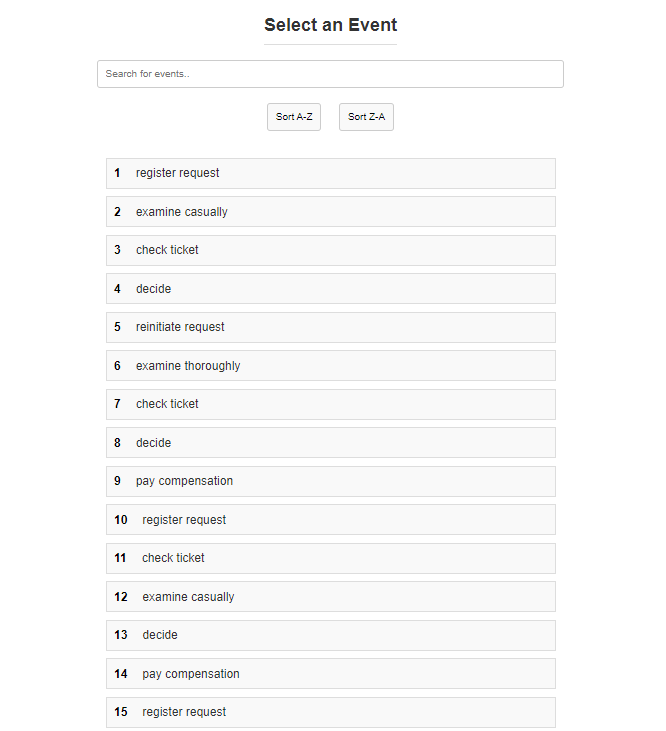 Select an Event
Search for events..
Sort A-Z Sort Z-A
1 register request
2 examine casually
3 check ticket
4 decide
5 reinitiate request
6 examine thoroughly
7 check ticket
8 decide
9 pay compensation
10 register request
11 check ticket
12 examine casually
13 decide
14 pay compensation
15 register request